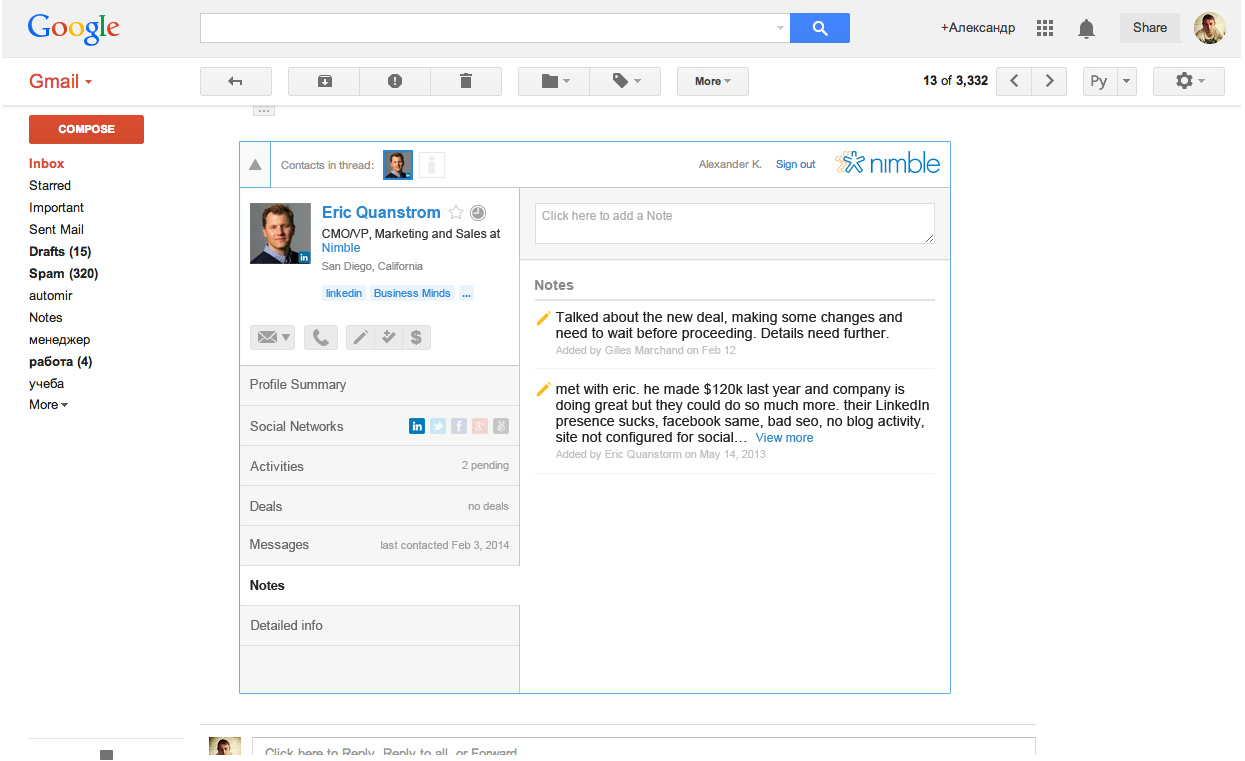 Google
+Александр
Share
Gmail
More
13 of 3,332
Ру
COMPOSE
Inbox
Starred
Important
Sent Mail
Drafts (15)
Spam (320)
automir
Notes
менеджер
работа (4)
учеба
More
Contacts in thread:
Alexander K.
Sign out
nimble
Eric Quanstrom
CMO/VP, Marketing and Sales at
Nimble
San Diego, California
linkedin
Business Minds
...
in
$
Profile Summary
Social Networks
in
f
g+
Activities
2 pending
Deals
no deals
Messages
last contacted Feb 3, 2014
Notes
Detailed info
Click here to add a Note
Notes
Talked about the new deal, making some changes and
need to wait before proceeding. Details need further.
Added by Gilles Marchand on Feb 12
met with eric. he made $120k last year and company is
doing great but they could do so much more. their LinkedIn
presence sucks, facebook same, bad seo, no blog activity,
site not configured for social… View more
Added by Eric Quanstorm on May 14, 2013
Click here to Reply, Reply to all, or Forward